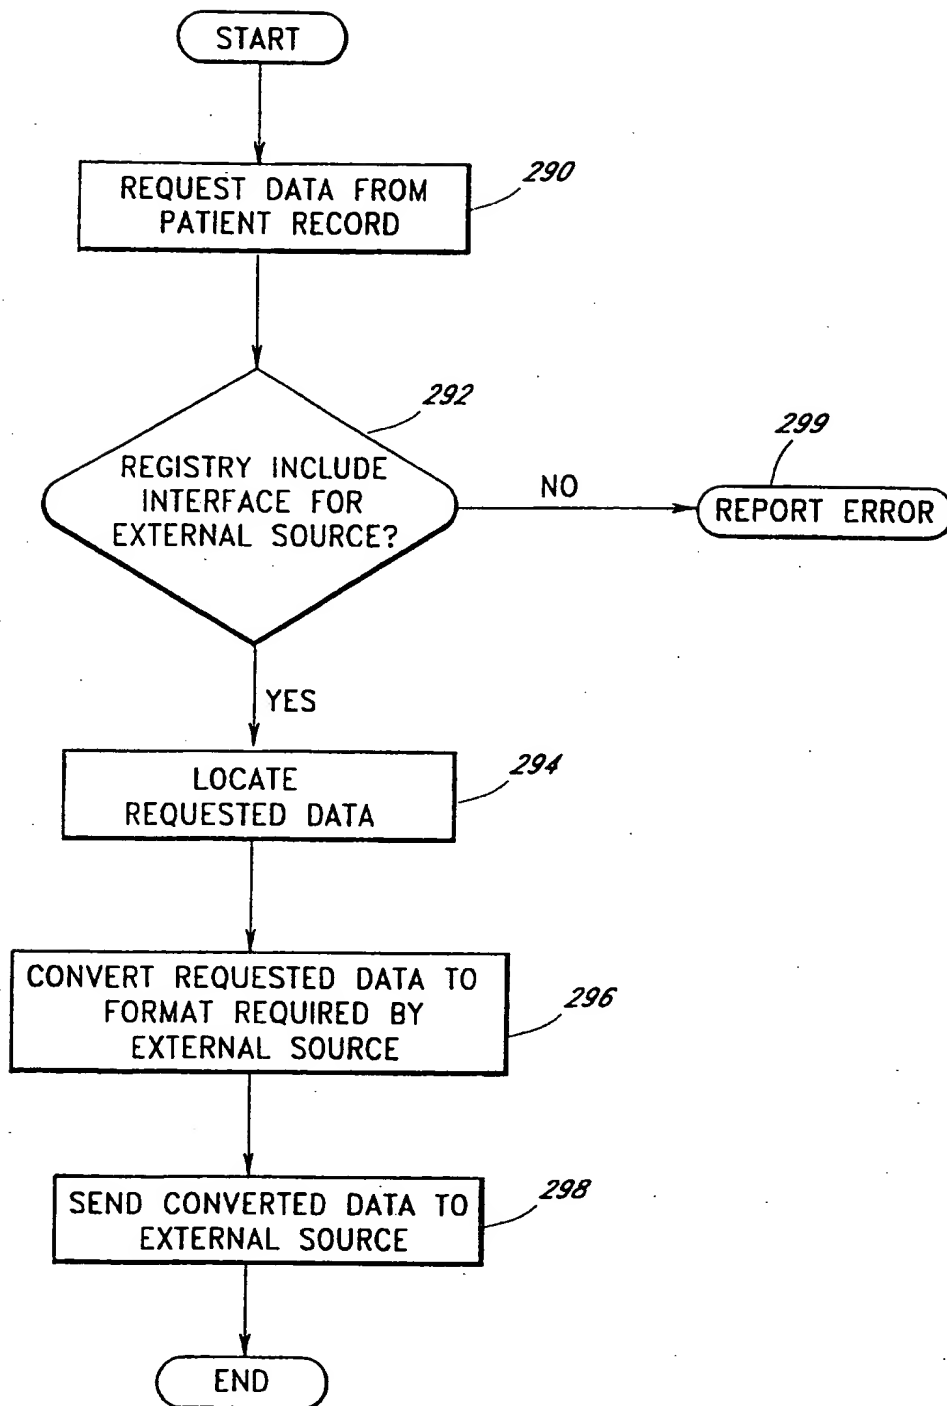 START
REQUEST DATA FROM
PATIENT RECORD
290
REGISTRY INCLUDE
INTERFACE FOR
EXTERNAL SOURCE?
292
NO
REPORT ERROR
299
YES
LOCATE
REQUESTED DATA
294
CONVERT REQUESTED DATA TO
FORMAT REQUIRED BY
EXTERNAL SOURCE
296
SEND CONVERTED DATA TO
EXTERNAL SOURCE
298
END